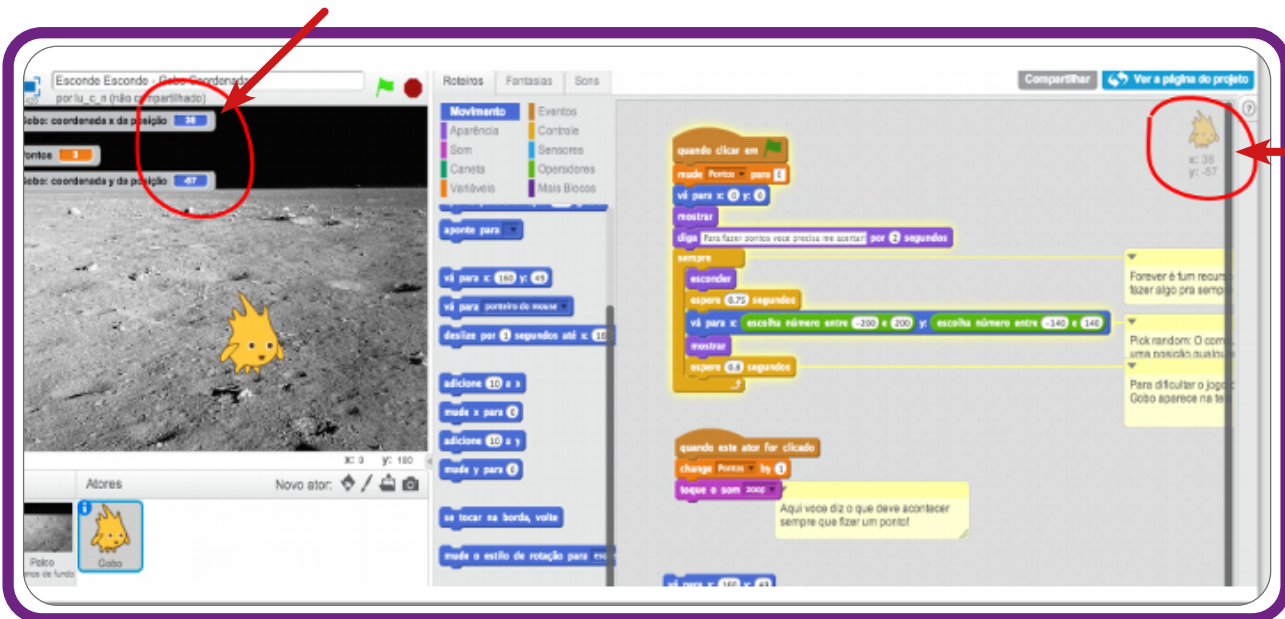 Esconde Esconde - Gobo Coordenada
por lu_c_n (não compartilhado)
Gobo: coordenada x da posição 38
Pontos 3
Gobo: coordenada y da posição -67
x: 0 y: 180
Atores
Novo ator:
Palco
Gobo
Roteiros Fantasias Sons
Compartilhar
Ver a página do projeto
Movimento
Eventos
Aparência
Controle
Som
Sensores
Caneta
Operadores
Variáveis
Mais Blocos
aponte para
vá para x: 160 y: 49
vá para ponteiro do mouse
deslize por 1 segundos até x:
adicione 10 a x
mude x para 0
adicione 10 a y
mude y para 0
se tocar na borda, volte
mude o estilo de rotação para
quando clicar em
mude Pontos para 0
vá para x: 0 y: 0
mostrar
diga Para fazer pontos voce precisa me acertar! por 2 segundos
sempre
esconder
espere 0.75 segundos
vá para x: escolha número entre -200 e 200 y: escolha número entre -140 e 140
mostrar
espere 0.8 segundos
quando este ator for clicado
change Pontos by 1
toque o som zoop
Aqui voce diz o que deve acontecer
sempre que fizer um ponto!
vá para x: 160 y: 49
x: 38
y: -67
Forever é fum recurs
fazer algo pra semp
Pick random: O com
uma posição qualqu
Para dificultar o jogo
Gobo aparece na te
?